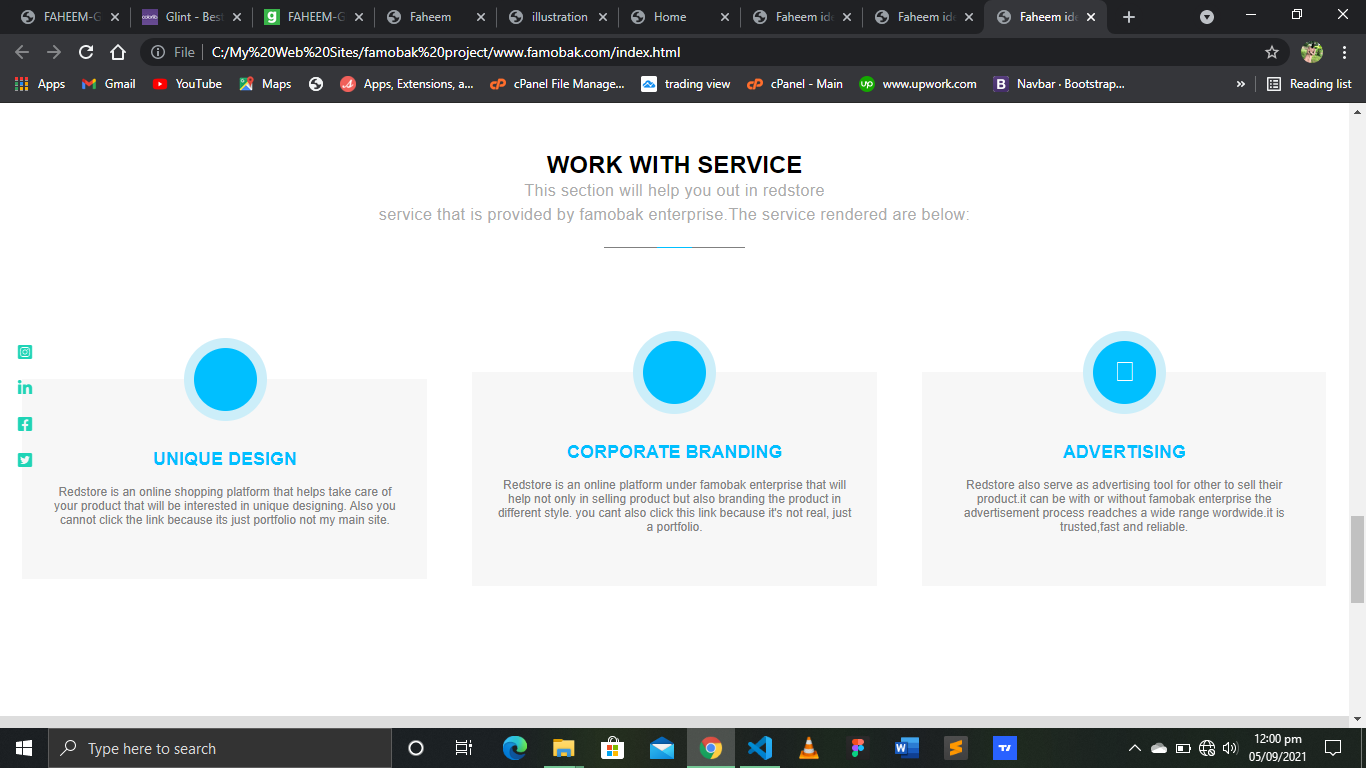 FAHEEM-G
Glint - Bes
FAHEEM-G
Faheem
illustration
Home
Faheem ide
Faheem ide
Faheem ide
File
C:/My%20Web%20Sites/famobak%20project/www.famobak.com/index.html
Apps
Gmail
YouTube
Maps
Apps, Extensions, a...
cPanel File Manage...
trading view
cPanel - Main
www.upwork.com
Navbar · Bootstrap...
»
Reading list
WORK WITH SERVICE
This section will help you out in redstore
service that is provided by famobak enterprise.The service rendered are below:
UNIQUE DESIGN
Redstore is an online shopping platform that helps take care of
your product that will be interested in unique designing. Also you
cannot click the link because its just portfolio not my main site.
CORPORATE BRANDING
Redstore is an online platform under famobak enterprise that will
help not only in selling product but also branding the product in
different style. you cant also click this link because it's not real, just
a portfolio.
ADVERTISING
Redstore also serve as advertising tool for other to sell their
product.it can be with or without famobak enterprise the
advertisement process readches a wide range wordwide.it is
trusted,fast and reliable.
Type here to search
12:00 pm
05/09/2021